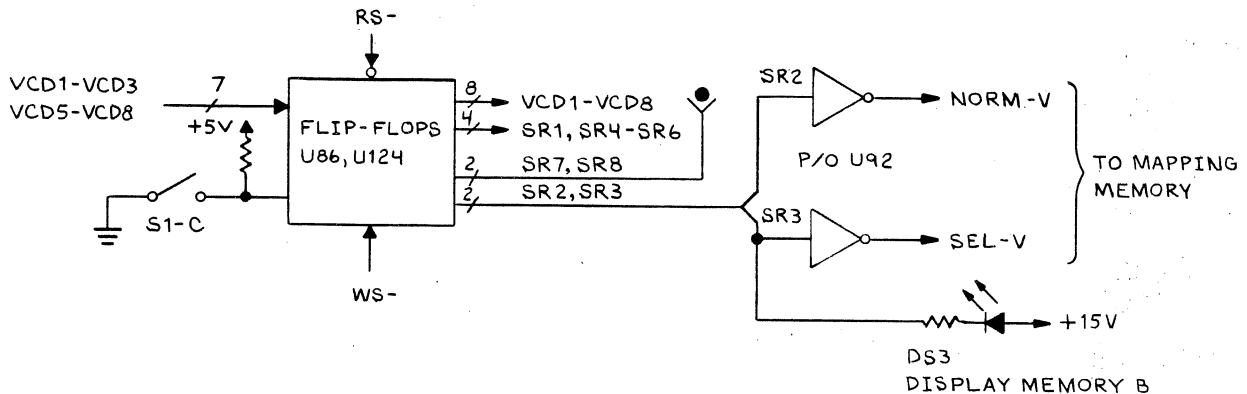 RS-
VCD1-VCD3
VCD5-VCD8
7
+5V
S1-C
FLIP-FLOPS
U86, U124
WS-
8
VCD1-VCD8
4
SR1, SR4-SR6
2
SR7, SR8
2
SR2, SR3
SR2
NORM-V
P/O U92
SR3
SEL-V
TO MAPPING
MEMORY
+15V
DS3
DISPLAY MEMORY B